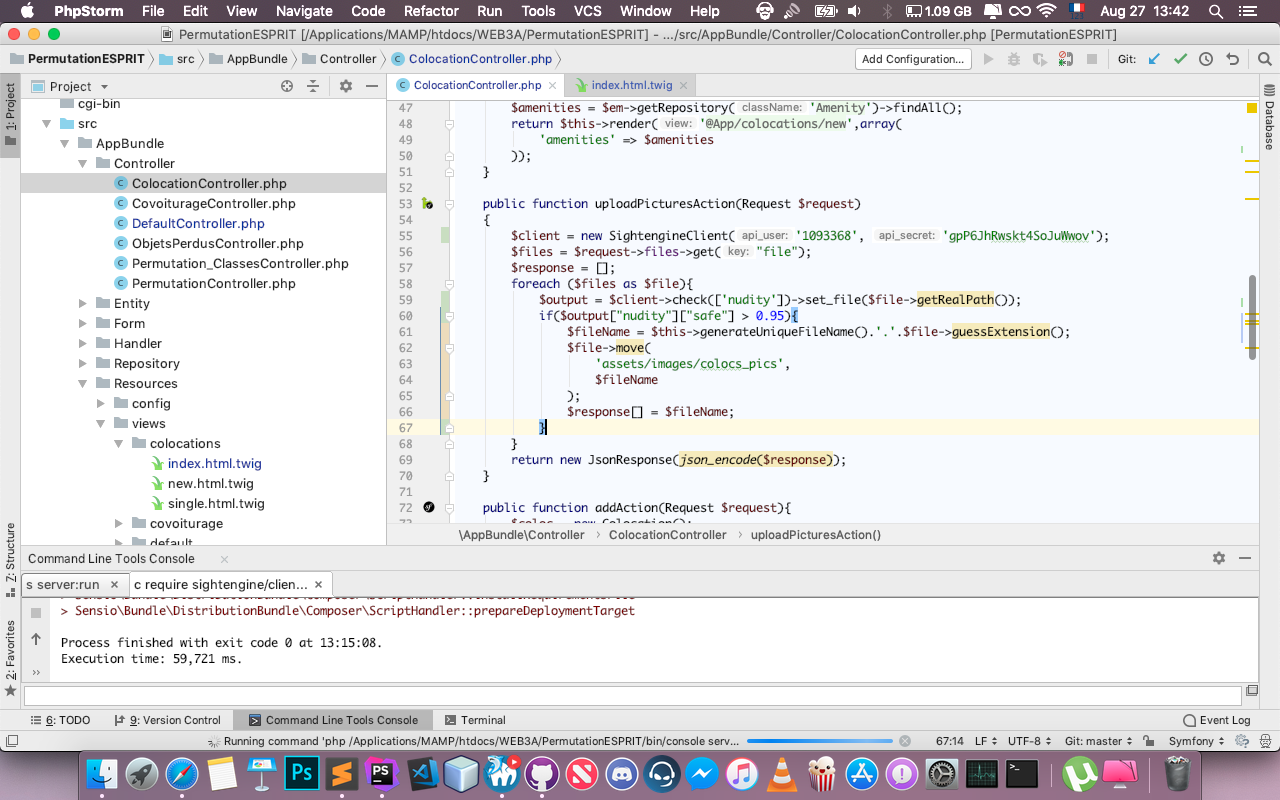 PhpStorm File Edit View Navigate Code Refactor Run Tools VCS Window Help 1.09 GB Aug 27 13:42
PermutationESPRIT [/Applications/MAMP/htdocs/WEB3A/PermutationESPRIT] - .../src/AppBundle/Controller/ColocationController.php [PermutationESPRIT]
PermutationESPRIT src AppBundle Controller ColocationController.php Add Configuration... Git:
Project
ColocationController.php
index.html.twig
1: Project
Z: Structure
2: Favorites
Database
cgi-bin
src
AppBundle
Controller
ColocationController.php
CovoiturageController.php
DefaultController.php
ObjetsPerdusController.php
Permutation_ClassesController.php
PermutationController.php
Entity
Form
Handler
Repository
Resources
config
views
colocations
index.html.twig
new.html.twig
single.html.twig
covoiturage
default
47 $amenities = $em->getRepository( className: 'Amenity')->findAll();
48 return $this->render( view: '@App/colocations/new',array(
49 'amenities' => $amenities
50 ));
51 }
52
53 public function uploadPicturesAction(Request $request)
54 {
55 $client = new SightengineClient( api_user: '1093368', api_secret: 'gpP6JhRwskt4SoJuWwov');
56 $files = $request->files->get( key: "file");
57 $response = [];
58 foreach ($files as $file){
59 $output = $client->check(['nudity'])->set_file($file->getRealPath());
60 if($output["nudity"]["safe"] > 0.95){
61 $fileName = $this->generateUniqueFileName().'.'.$file->guessExtension();
62 $file->move(
63 'assets/images/colocs_pics',
64 $fileName
65 );
66 $response[] = $fileName;
67 }
68 }
69 return new JsonResponse(json_encode($response));
70 }
71
72 public function addAction(Request $request){
73 $coloc = new Colocation();
\AppBundle\Controller ColocationController uploadPicturesAction()
Command Line Tools Console
s server:run c require sightengine/clien...
> Sensio\Bundle\DistributionBundle\Composer\ScriptHandler::prepareDeploymentTarget
Process finished with exit code 0 at 13:15:08.
Execution time: 59,721 ms.
6: TODO 9: Version Control Command Line Tools Console Terminal Event Log
Running command 'php /Applications/MAMP/htdocs/WEB3A/PermutationESPRIT/bin/console serv... 67:14 LF UTF-8 Git: master Symfony
Ps
PS